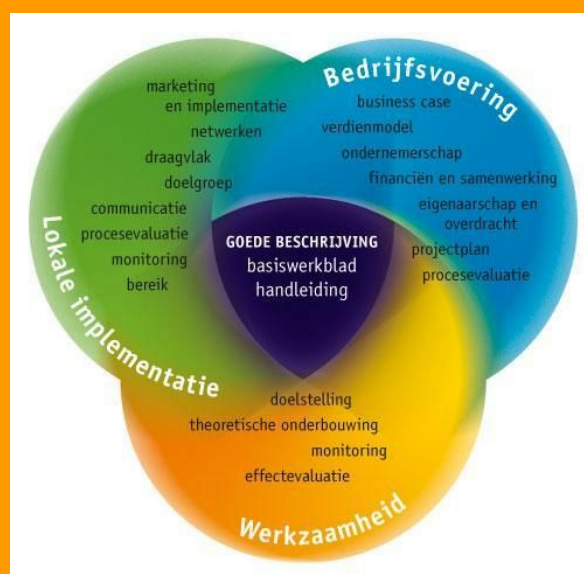 Bedrijfsvoering
business case
verdienmodel
ondernemerschap
financiën en samenwerking
eigenaarschap en
overdracht
projectplan
procesevaluatie
marketing
en implementatie
netwerken
draagvlak
doelgroep
communicatie
procesevaluatie
monitoring
bereik
Lokale implementatie
GOEDE BESCHRIJVING
basiswerkblad
handleiding
doelstelling
theoretische onderbouwing
monitoring
effectevaluatie
Werkzaamheid